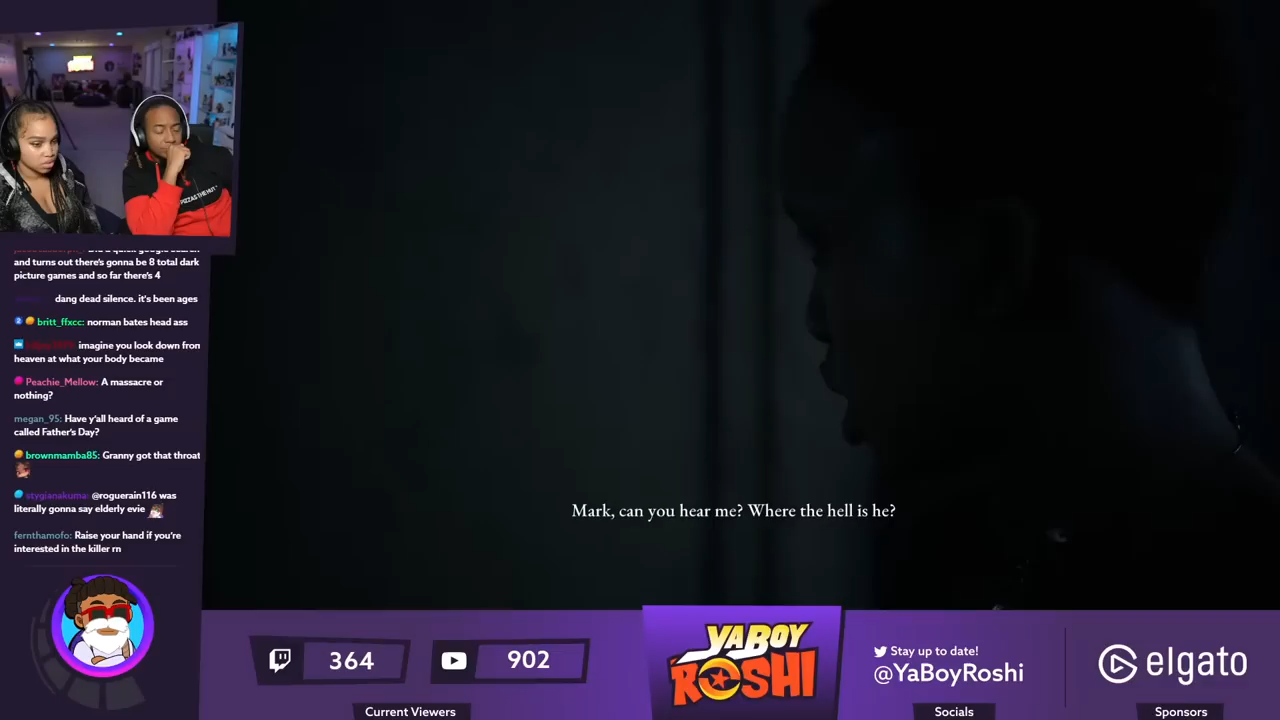 PIZZAS THE HUT
and turns out there's gonna be 8 total dark
picture games and so far there's 4
dang dead silence. it's been ages
britt_ffxcc: norman bates head ass
imagine you look down from
heaven at what your body became
Peachie_Mellow: A massacre or
nothing?
megan_95: Have y'all heard of a game
called Father's Day?
brownmamba85: Granny got that throat
stygianakuma: @roguerain116 was
literally gonna say elderly evie
fernthamofo: Raise your hand if you're
interested in the killer rn
Mark, can you hear me? Where the hell is he?
364
902
Current Viewers
YABOY
ROSHI
Stay up to date!
@YaBoyRoshi
Socials
elgato
Sponsors